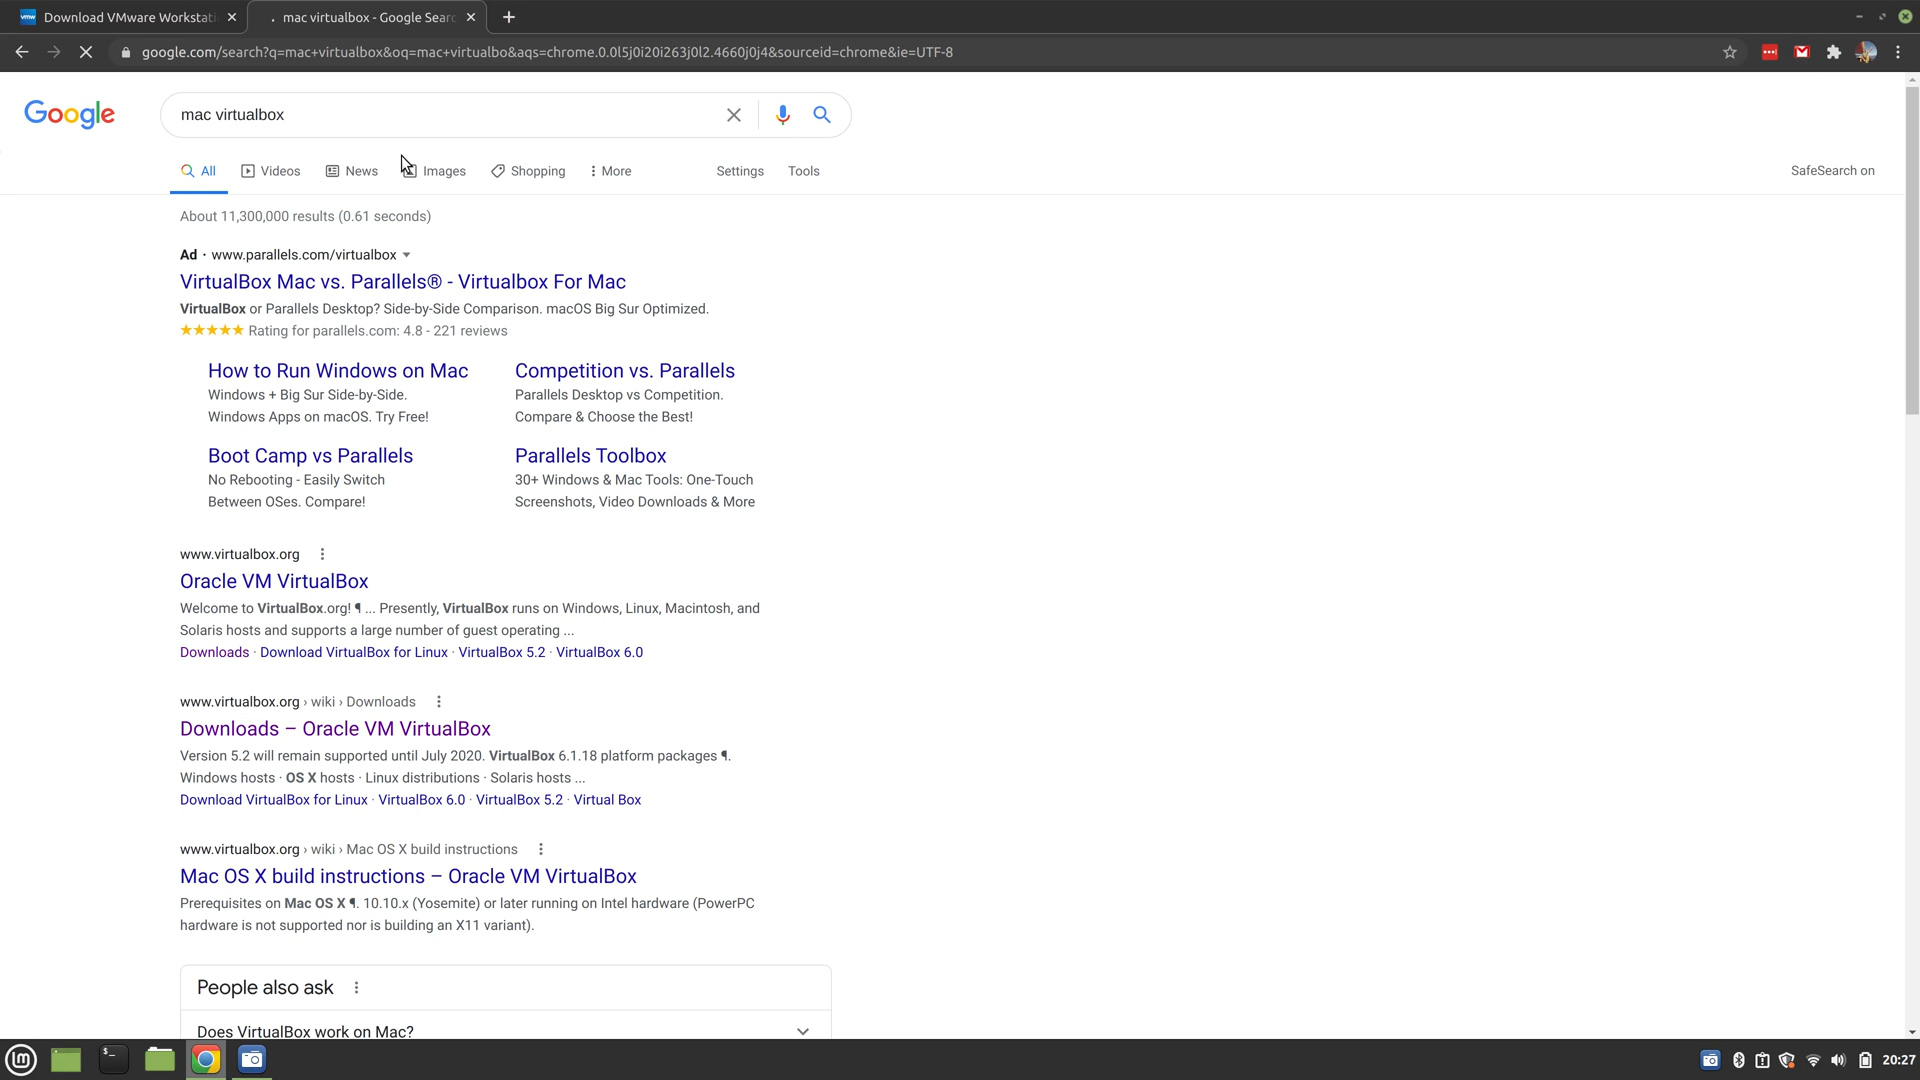 vmw Download VMware Workstati
mac virtualbox - Google Searc
google.com/search?q=mac+virtualbox&oq=mac+virtualbo&aqs=chrome.0.0l5j0i20i263j0l2.4660j0j4&sourceid=chrome&ie=UTF-8
Google
mac virtualbox
All Videos News Images Shopping More Settings Tools SafeSearch on
About 11,300,000 results (0.61 seconds)
Ad · www.parallels.com/virtualbox
VirtualBox Mac vs. Parallels® - Virtualbox For Mac
VirtualBox or Parallels Desktop? Side-by-Side Comparison. macOS Big Sur Optimized.
Rating for parallels.com: 4.8 - 221 reviews
How to Run Windows on Mac
Windows + Big Sur Side-by-Side.
Windows Apps on macOS. Try Free!
Competition vs. Parallels
Parallels Desktop vs Competition.
Compare & Choose the Best!
Boot Camp vs Parallels
No Rebooting - Easily Switch
Between OSes. Compare!
Parallels Toolbox
30+ Windows & Mac Tools: One-Touch
Screenshots, Video Downloads & More
www.virtualbox.org
Oracle VM VirtualBox
Welcome to VirtualBox.org! ¶ ... Presently, VirtualBox runs on Windows, Linux, Macintosh, and
Solaris hosts and supports a large number of guest operating ...
Downloads · Download VirtualBox for Linux · VirtualBox 5.2 · VirtualBox 6.0
www.virtualbox.org › wiki › Downloads
Downloads – Oracle VM VirtualBox
Version 5.2 will remain supported until July 2020. VirtualBox 6.1.18 platform packages ¶.
Windows hosts · OS X hosts · Linux distributions · Solaris hosts ...
Download VirtualBox for Linux · VirtualBox 6.0 · VirtualBox 5.2 · Virtual Box
www.virtualbox.org › wiki › Mac OS X build instructions
Mac OS X build instructions – Oracle VM VirtualBox
Prerequisites on Mac OS X ¶. 10.10.x (Yosemite) or later running on Intel hardware (PowerPC
hardware is not supported nor is building an X11 variant).
People also ask
Does VirtualBox work on Mac?
lm
$_
20:27